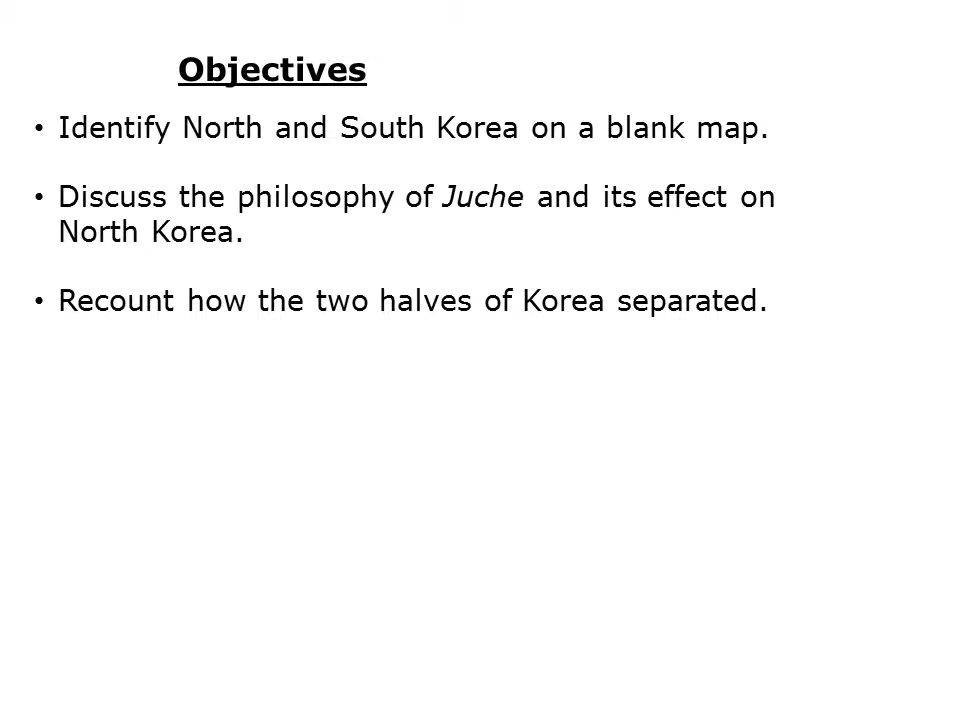 Objectives
• Identify North and South Korea on a blank map.
• Discuss the philosophy of Juche and its effect on
North Korea.
• Recount how the two halves of Korea separated.